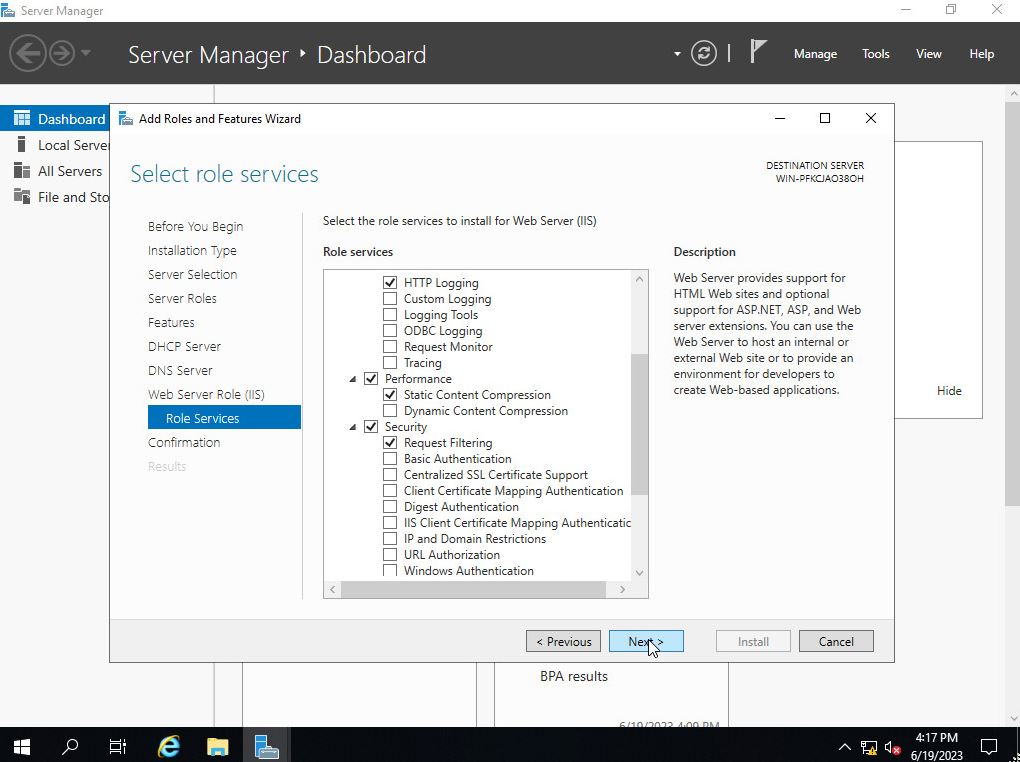 Server Manager
Server Manager ‣ Dashboard
Manage Tools View Help
Dashboard
Local Server
All Servers
File and Sto
Add Roles and Features Wizard
Select role services
DESTINATION SERVER
WIN-PFKCJAO38OH
Before You Begin
Installation Type
Server Selection
Server Roles
Features
DHCP Server
DNS Server
Web Server Role (IIS)
Role Services
Confirmation
Results
Select the role services to install for Web Server (IIS)
Role services
HTTP Logging
Custom Logging
Logging Tools
ODBC Logging
Request Monitor
Tracing
Performance
Static Content Compression
Dynamic Content Compression
Security
Request Filtering
Basic Authentication
Centralized SSL Certificate Support
Client Certificate Mapping Authentication
Digest Authentication
IIS Client Certificate Mapping Authenticatic
IP and Domain Restrictions
URL Authorization
Windows Authentication
Description
Web Server provides support for
HTML Web sites and optional
support for ASP.NET, ASP, and Web
server extensions. You can use the
Web Server to host an internal or
external Web site or to provide an
environment for developers to
create Web-based applications.
Hide
< Previous Next > Install Cancel
BPA results
6/19/2023 4:09 PM
4:17 PM
6/19/2023